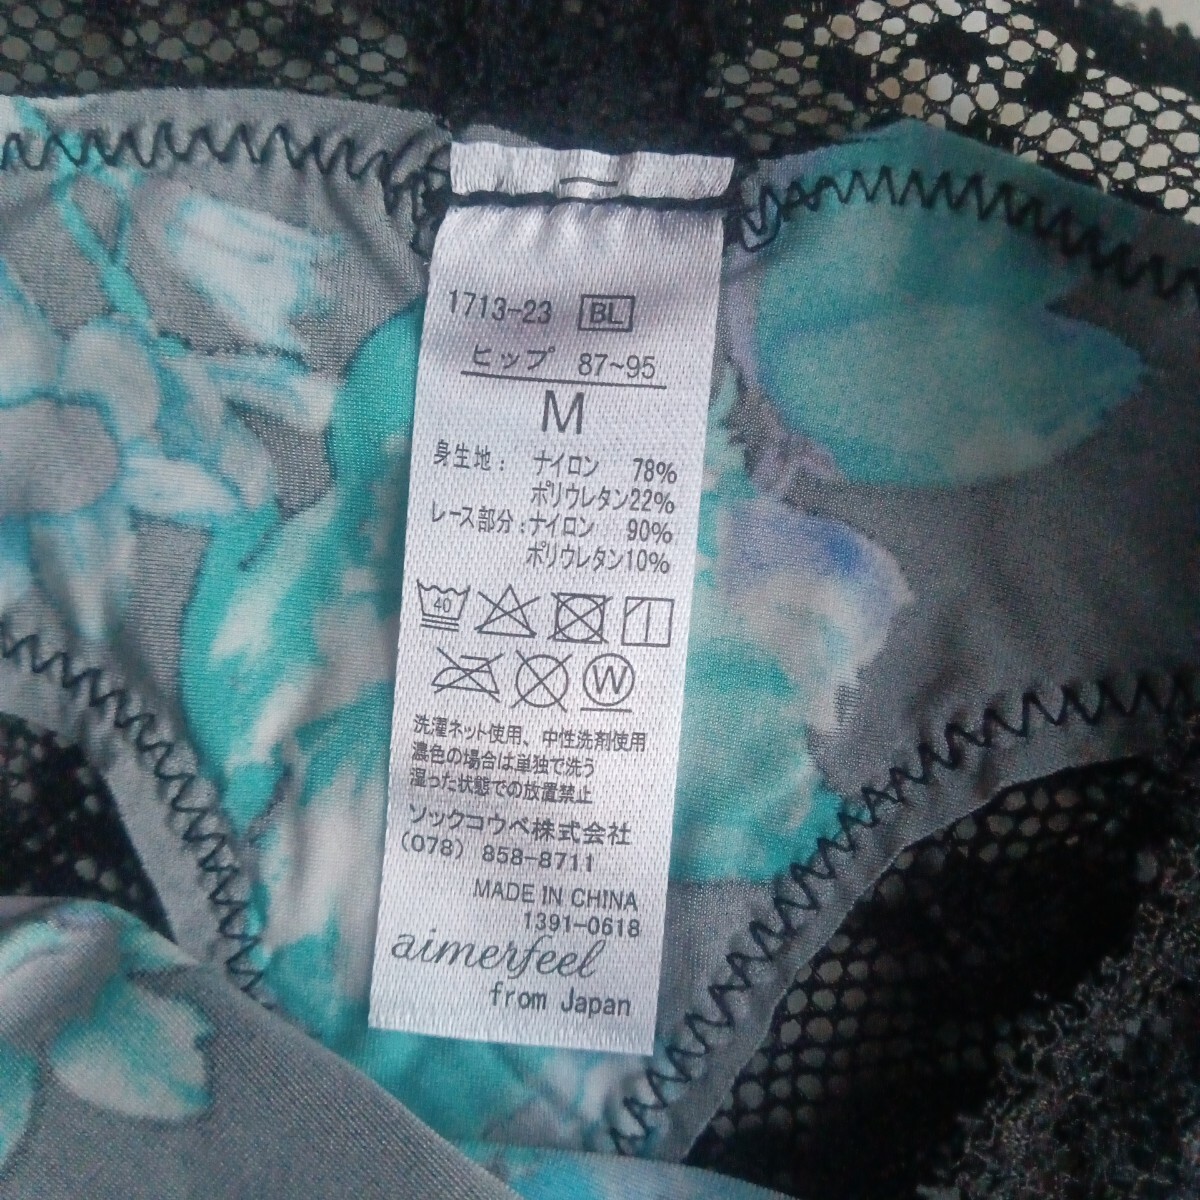 1713-23 BL
ヒップ 87~95
M
身生地: ナイロン 78%
ポリウレタン22%
レース部分:ナイロン 90%
ポリウレタン10%
40
W
洗濯ネット使用、中性洗剤使用
濃色の場合は単独で洗う
湿った状態での放置禁止
ソックコウベ株式会社
(078) 858-8711
MADE IN CHINA
1391-0618
aimerfeel
from Japan